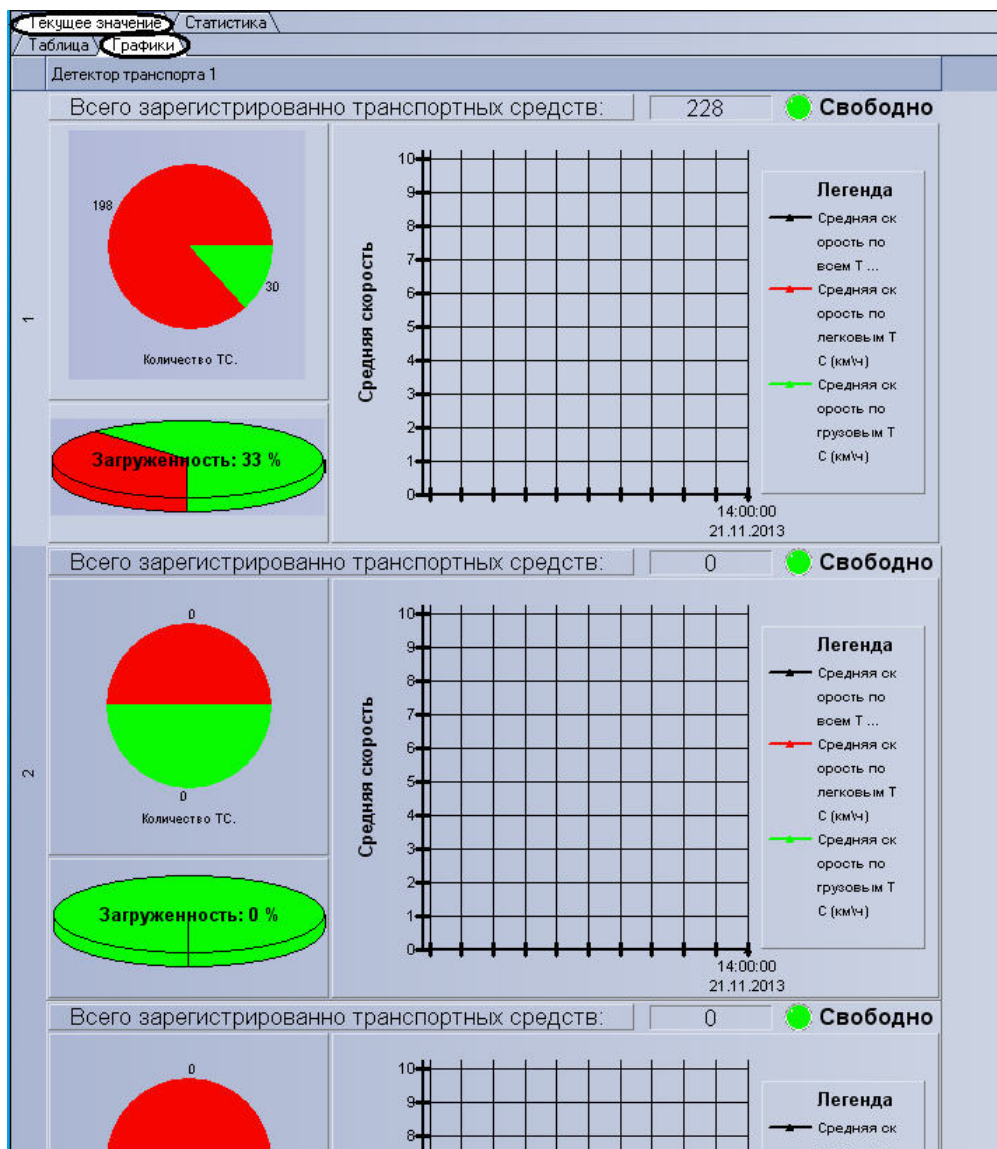 Текущее значение Статистика
Таблица Графики
Детектор транспорта 1
1
Всего зарегистрированно транспортных средств: 228 Свободно
198
30
Количество ТС.
Загруженность: 33 %
Средняя скорость
10
9
8
7
6
5
4
3
2
1
0
14:00:00
21.11.2013
Легенда
Средняя ск
орость по
всем Т ...
Средняя ск
орость по
легковым Т
С (км\ч)
Средняя ск
орость по
грузовым Т
С (км\ч)
2
Всего зарегистрированно транспортных средств: 0 Свободно
0
0
Количество ТС.
Загруженность: 0 %
Средняя скорость
10
9
8
7
6
5
4
3
2
1
0
14:00:00
21.11.2013
Легенда
Средняя ск
орость по
всем Т ...
Средняя ск
орость по
легковым Т
С (км\ч)
Средняя ск
орость по
грузовым Т
С (км\ч)
Всего зарегистрированно транспортных средств: 0 Свободно
0
10
9
8
Легенда
Средняя ск